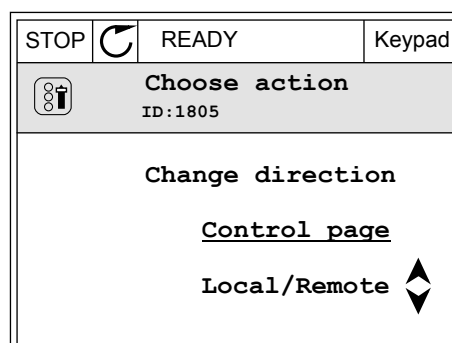 STOP READY Keypad
Choose action
ID:1805
Change direction
Control page
Local/Remote